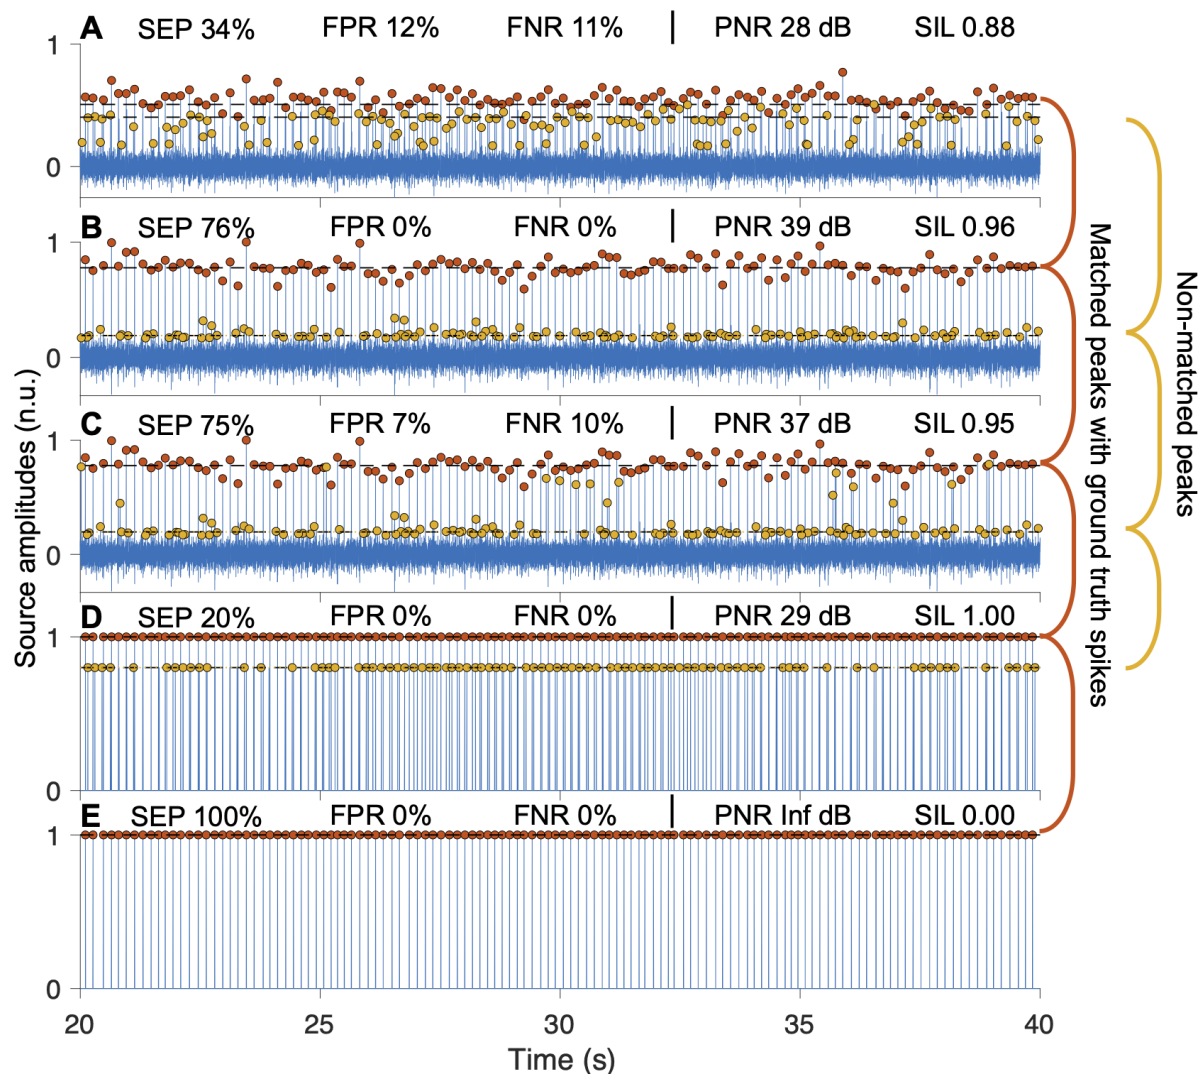 A SEP 34% FPR 12% FNR 11% | PNR 28 dB SIL 0.88
1
0
B SEP 76% FPR 0% FNR 0% | PNR 39 dB SIL 0.96
1
0
C SEP 75% FPR 7% FNR 10% | PNR 37 dB SIL 0.95
1
0
D SEP 20% FPR 0% FNR 0% | PNR 29 dB SIL 1.00
1
0
E SEP 100% FPR 0% FNR 0% | PNR Inf dB SIL 0.00
1
0
20 25 30 35 40
Time (s)
Source amplitudes (n.u.)
Matched peaks with ground truth spikes
Non-matched peaks